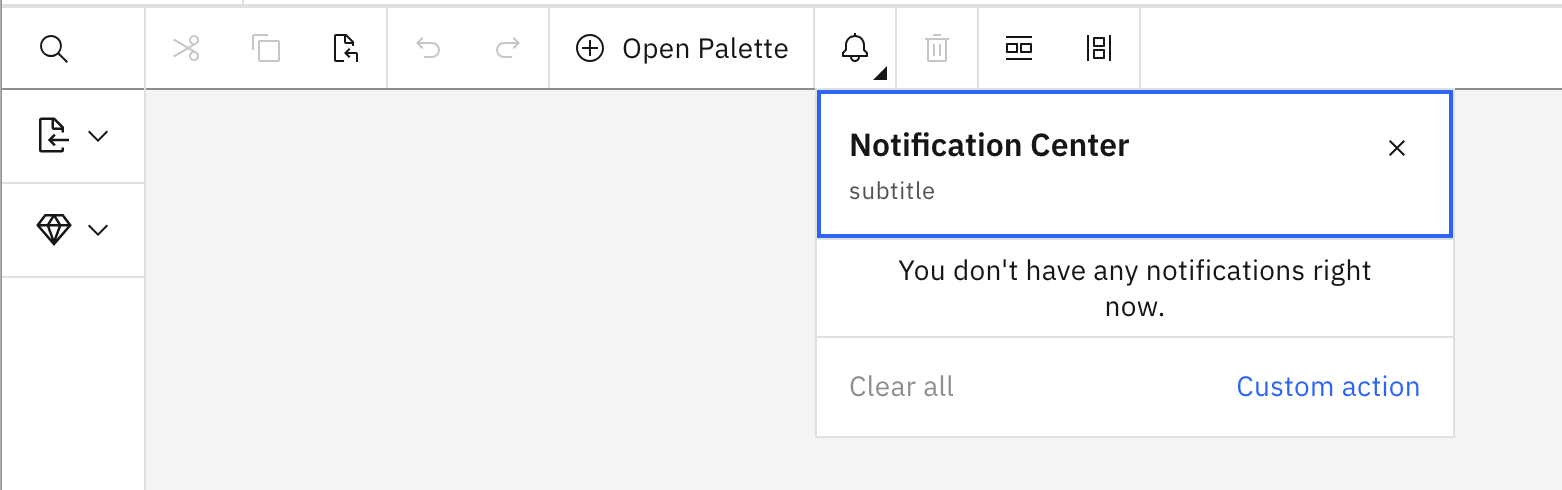 Open Palette
Notification Center
subtitle
You don't have any notifications right
now.
Clear all
Custom action